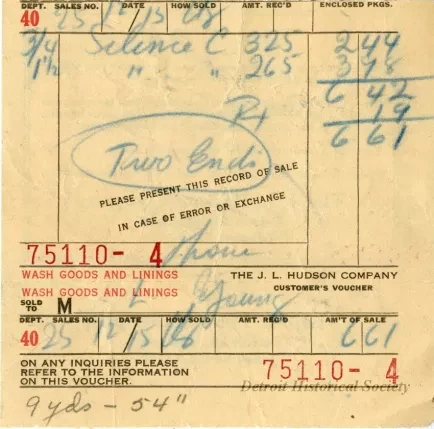 DEPT. SALES NO. DATE HOW SOLD AMT. REC'D ENCLOSED PKGS.
40 25 12/15 Chg
3/4 Silence C 325 2 44
1 1/2 " " 265 3 98
6 42
19
6 61
Two Ends
PLEASE PRESENT THIS RECORD OF SALE
IN CASE OF ERROR OR EXCHANGE
75110- 4
WASH GOODS AND LININGS THE J. L. HUDSON COMPANY
WASH GOODS AND LININGS CUSTOMER'S VOUCHER
SOLD TO M Young
DEPT. SALES NO. DATE HOW SOLD AMT. REC'D AM'T OF SALE
40 25 12/15 Chg 6 61
ON ANY INQUIRIES PLEASE
REFER TO THE INFORMATION
ON THIS VOUCHER.
75110- 4
Detroit Historical Society
9 yds - 54"